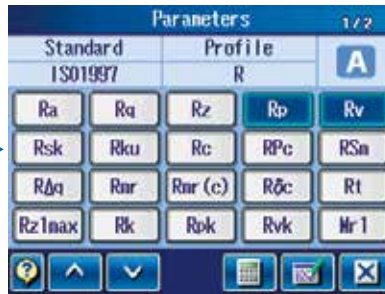 Parameters 1/2
Standard Profile
ISO1997 R A
Ra Rq Rz Rp Rv
Rsk Rku Rc RPc RSm
RΔq Rmr Rmr(c) Rδc Rt
Rz1max Rk Rpk Rvk Mr1
?